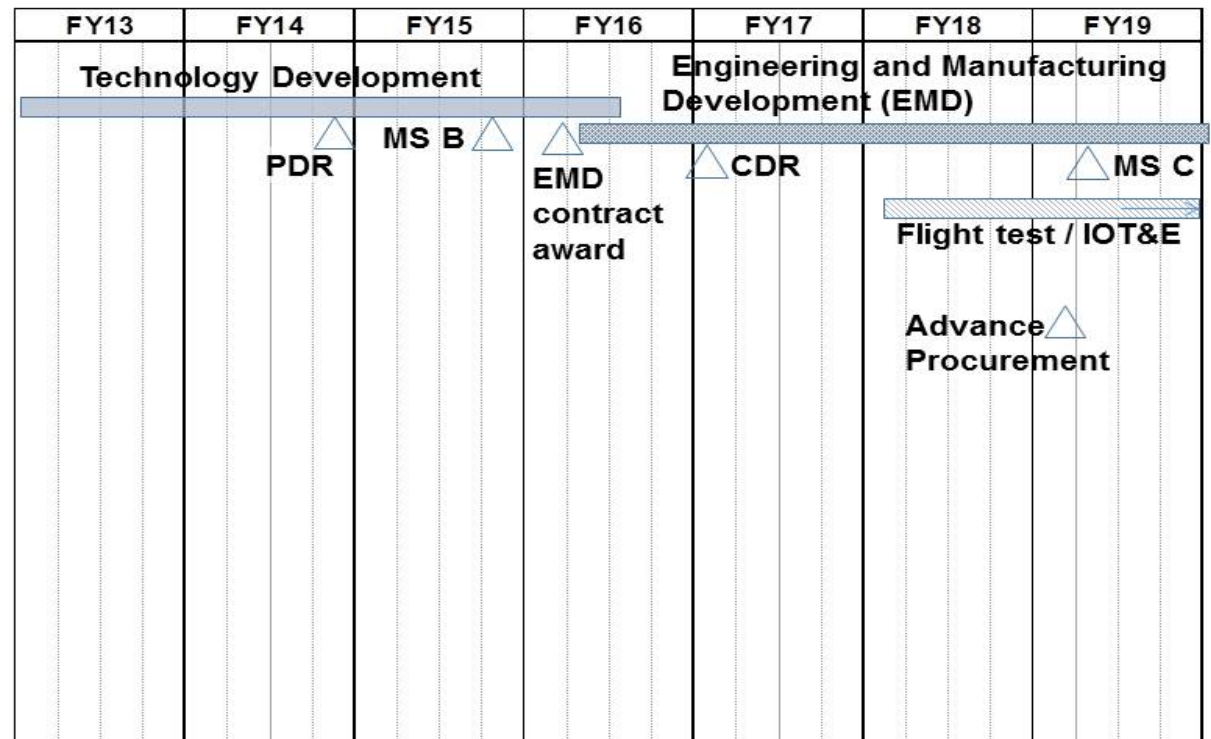 FY13 FY14 FY15 FY16 FY17 FY18 FY19
Technology Development
Engineering and Manufacturing
Development (EMD)
PDR
MS B
EMD
contract
award
CDR
MS C
Flight test / IOT&E
Advance
Procurement